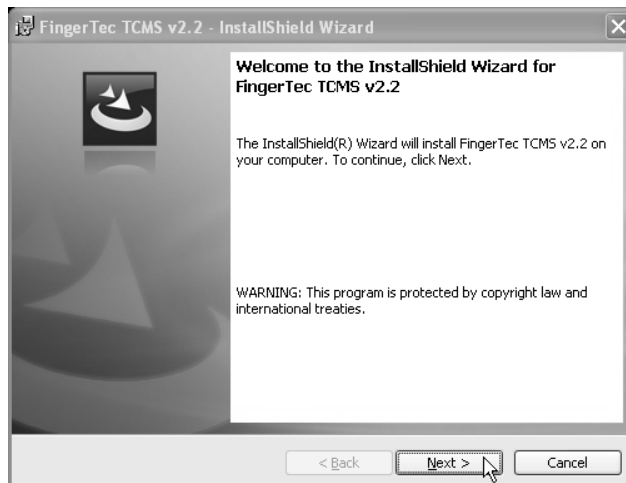 FingerTec TCMS v2.2 - InstallShield Wizard
Welcome to the InstallShield Wizard for
FingerTec TCMS v2.2
The InstallShield(R) Wizard will install FingerTec TCMS v2.2 on
your computer. To continue, click Next.
WARNING: This program is protected by copyright law and
international treaties.
< Back
Next >
Cancel